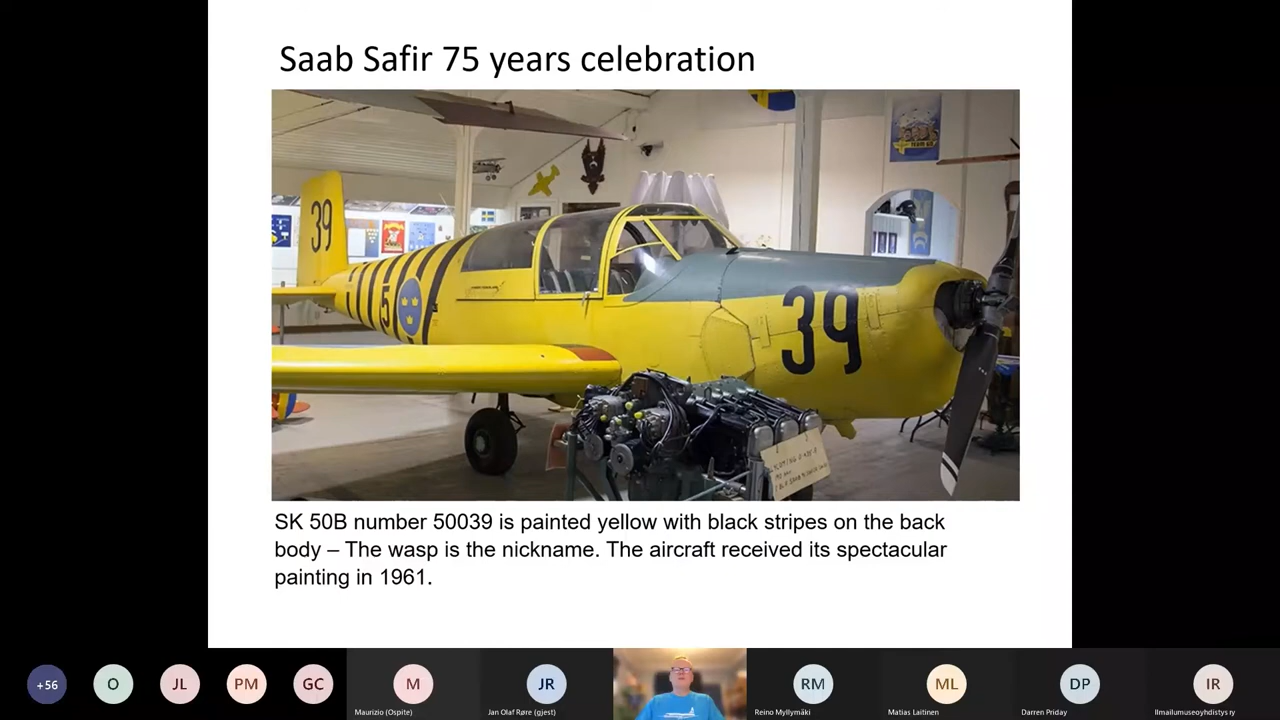 Saab Safir 75 years celebration
39
5
39
SK 50B number 50039 is painted yellow with black stripes on the back
body – The wasp is the nickname. The aircraft received its spectacular
painting in 1961.
+56
O
JL
PM
GC
M
JR
RM
ML
DP
IR
Maurizio (Ospite)
Jan Olaf Røre (gjest)
Reino Myllymäki
Matias Laitinen
Darren Priday
Ilmailumuseoyhdistys ry